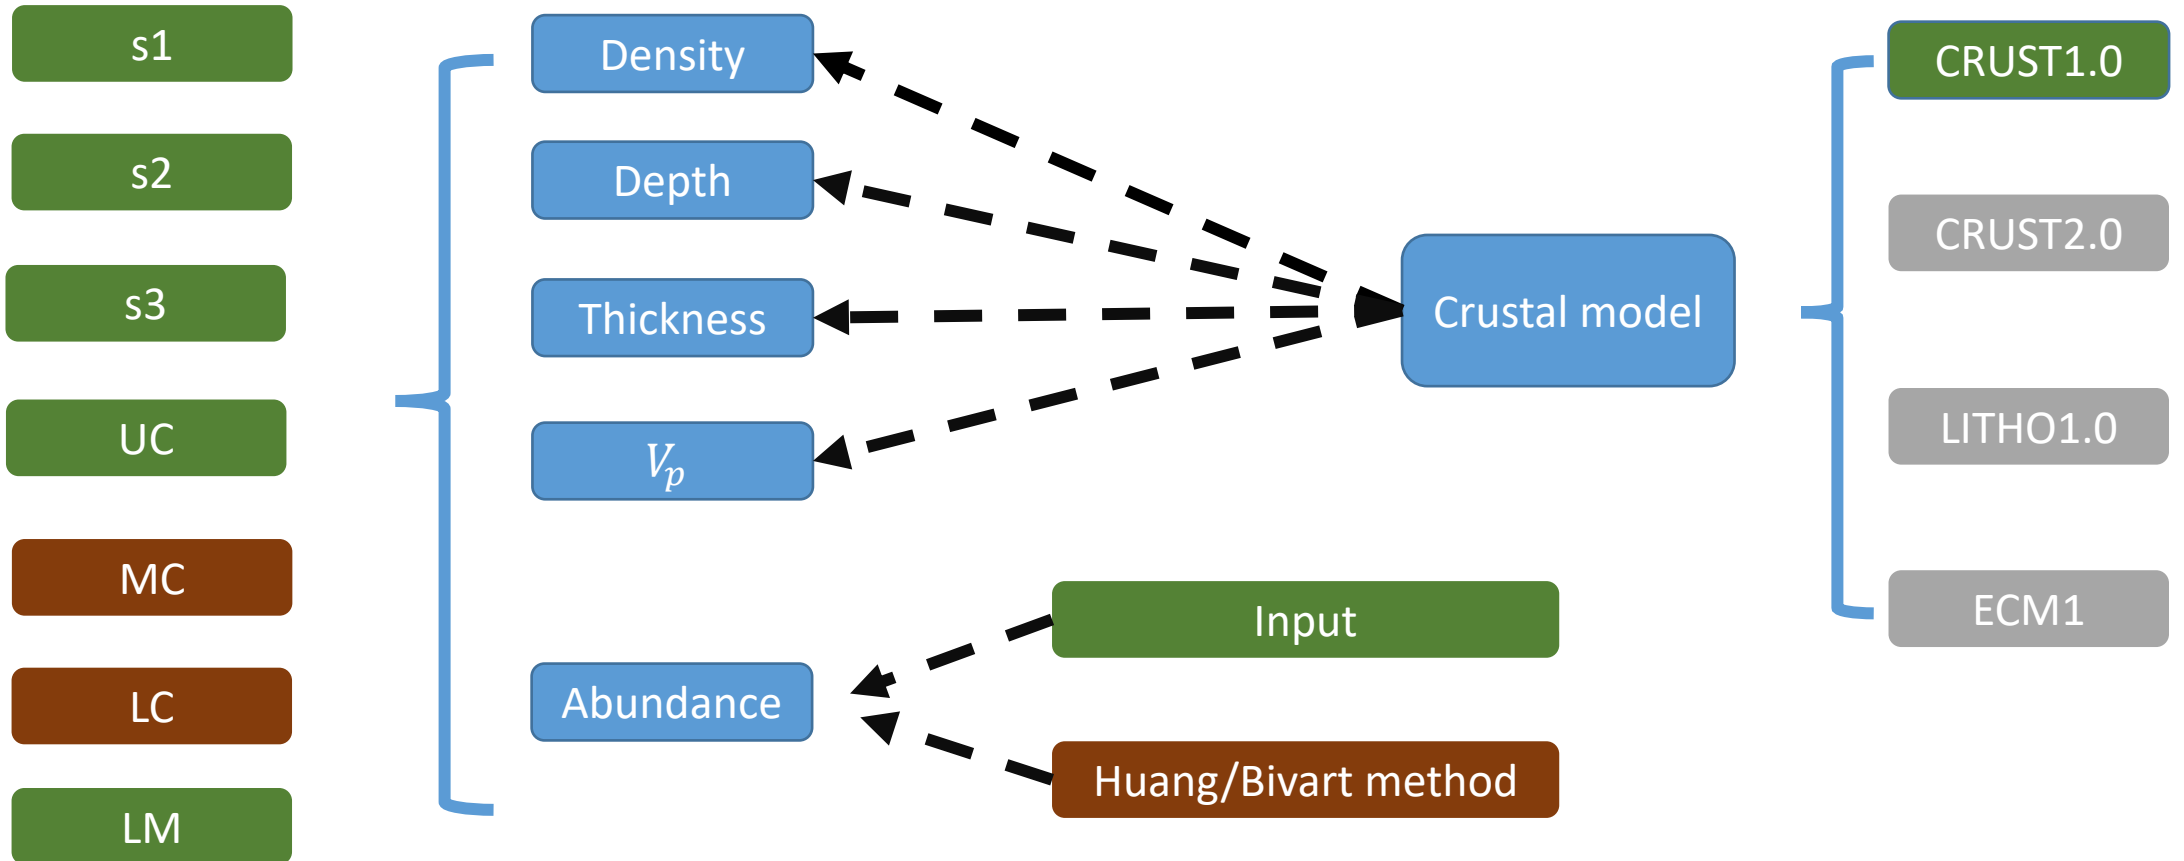 s1
s2
s3
UC
MC
LC
LM
Density
Depth
Thickness
Vp
Abundance
Input
Huang/Bivart method
Crustal model
CRUST1.0
CRUST2.0
LITHO1.0
ECM1